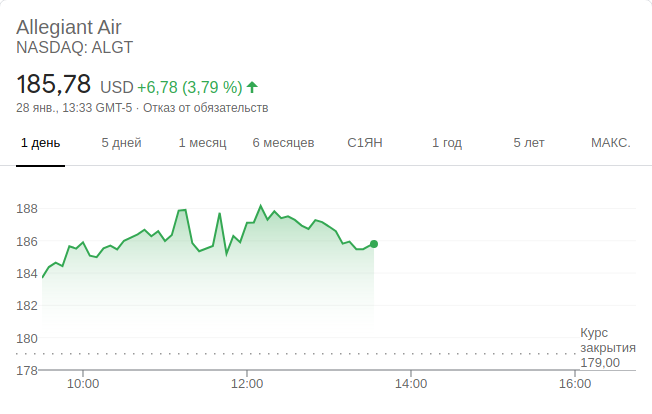 Allegiant Air
NASDAQ: ALGT
185,78 USD +6,78 (3,79 %)
28 янв., 13:33 GMT-5 · Отказ от обязательств
1 день 5 дней 1 месяц 6 месяцев С1ЯН 1 год 5 лет МАКС.
188
186
184
182
180
Курс
закрытия
179,00
178
10:00 12:00 14:00 16:00